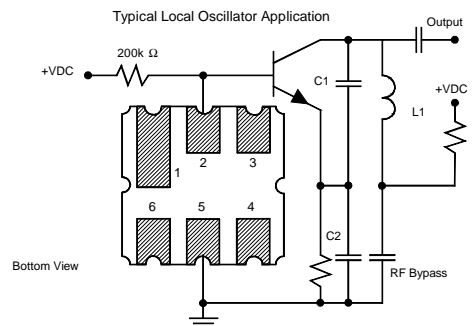 Typical Local Oscillator Application
Output
200k Ω
+VDC
C1
+VDC
L1
2
3
1
6
5
4
C2
Bottom View
RF Bypass